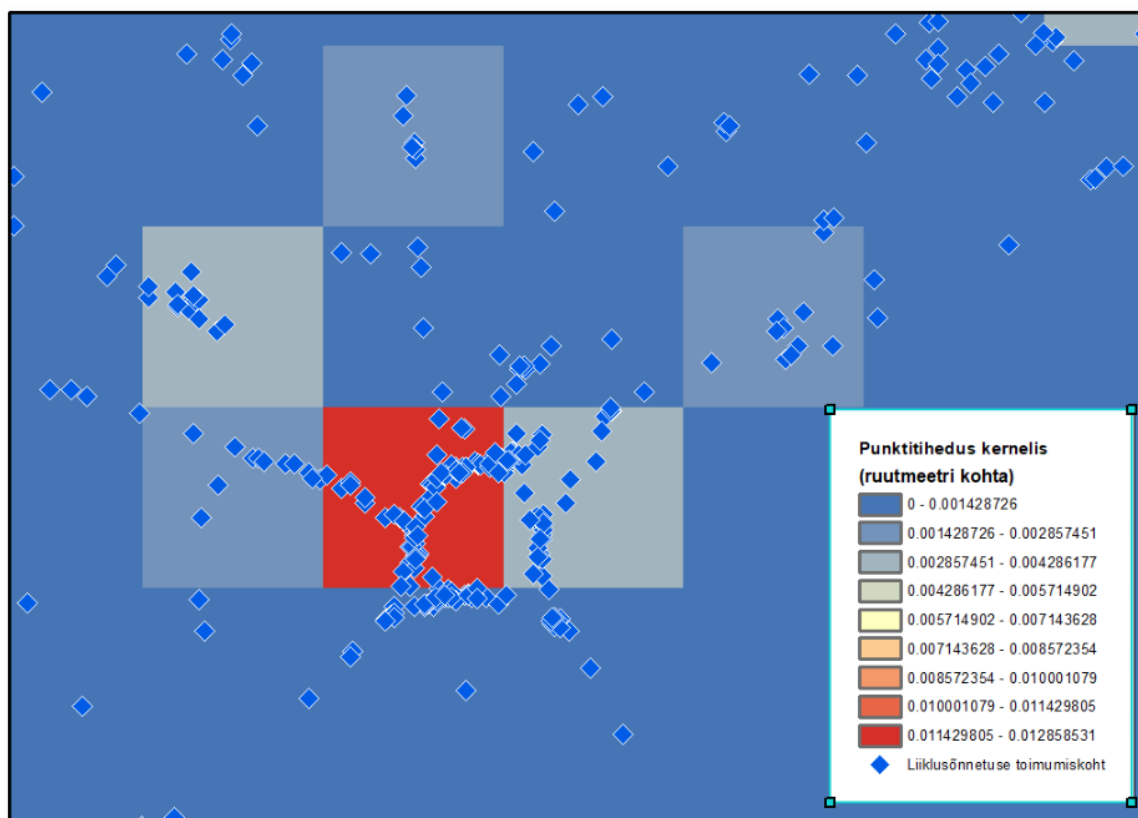 Punktitihedus kernelis
(ruutmeetri kohta)
0 - 0.001428726
0.001428726 - 0.002857451
0.002857451 - 0.004286177
0.004286177 - 0.005714902
0.005714902 - 0.007143628
0.007143628 - 0.008572354
0.008572354 - 0.010001079
0.010001079 - 0.011429805
0.011429805 - 0.012858531
Liiklusõnnetuse toimumiskoht